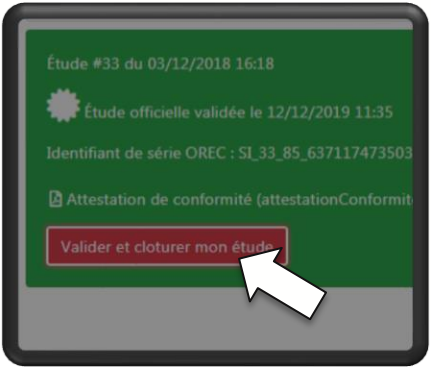 Étude #33 du 03/12/2018 16:18
Étude officielle validée le 12/12/2019 11:35
Identifiant de série OREC : SI_33_85_637117473503
Attestation de conformité (attestationConformit
Valider et cloturer mon étude